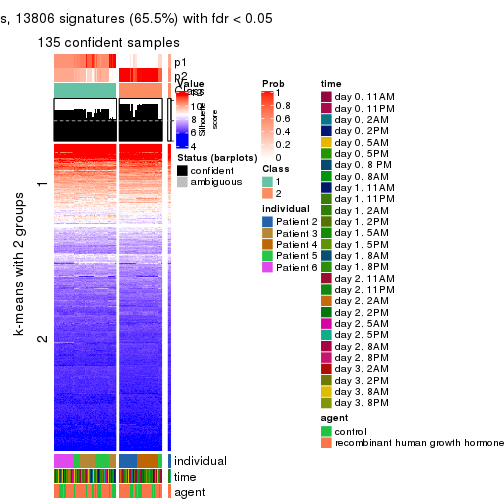 s, 13806 signatures (65.5%) with fdr < 0.05
135 confident samples
p1
p2
Class
k-means with 2 groups
1
2
individual
time
agent
Value
10
6
4
Silhouette
score
Status (barplots)
confident
ambiguous
individual
Patient 2
Patient 3
Patient 4
Patient 5
Patient 6
Prob
1
0.8
0.6
0.4
0.2
0
Class
1
2
time
day 0. 11AM
day 0. 11PM
day 0. 2AM
day 0. 2PM
day 0. 5AM
day 0. 5PM
day 0. 8 PM
day 0. 8AM
day 1. 11AM
day 1. 11PM
day 1. 2AM
day 1. 2PM
day 1. 5AM
day 1. 5PM
day 1. 8AM
day 1. 8PM
day 2. 11AM
day 2. 11PM
day 2. 2AM
day 2. 2PM
day 2. 5AM
day 2. 5PM
day 2. 8AM
day 2. 8PM
day 3. 2AM
day 3. 2PM
day 3. 8AM
day 3. 8PM
agent
control
recombinant human growth hormone